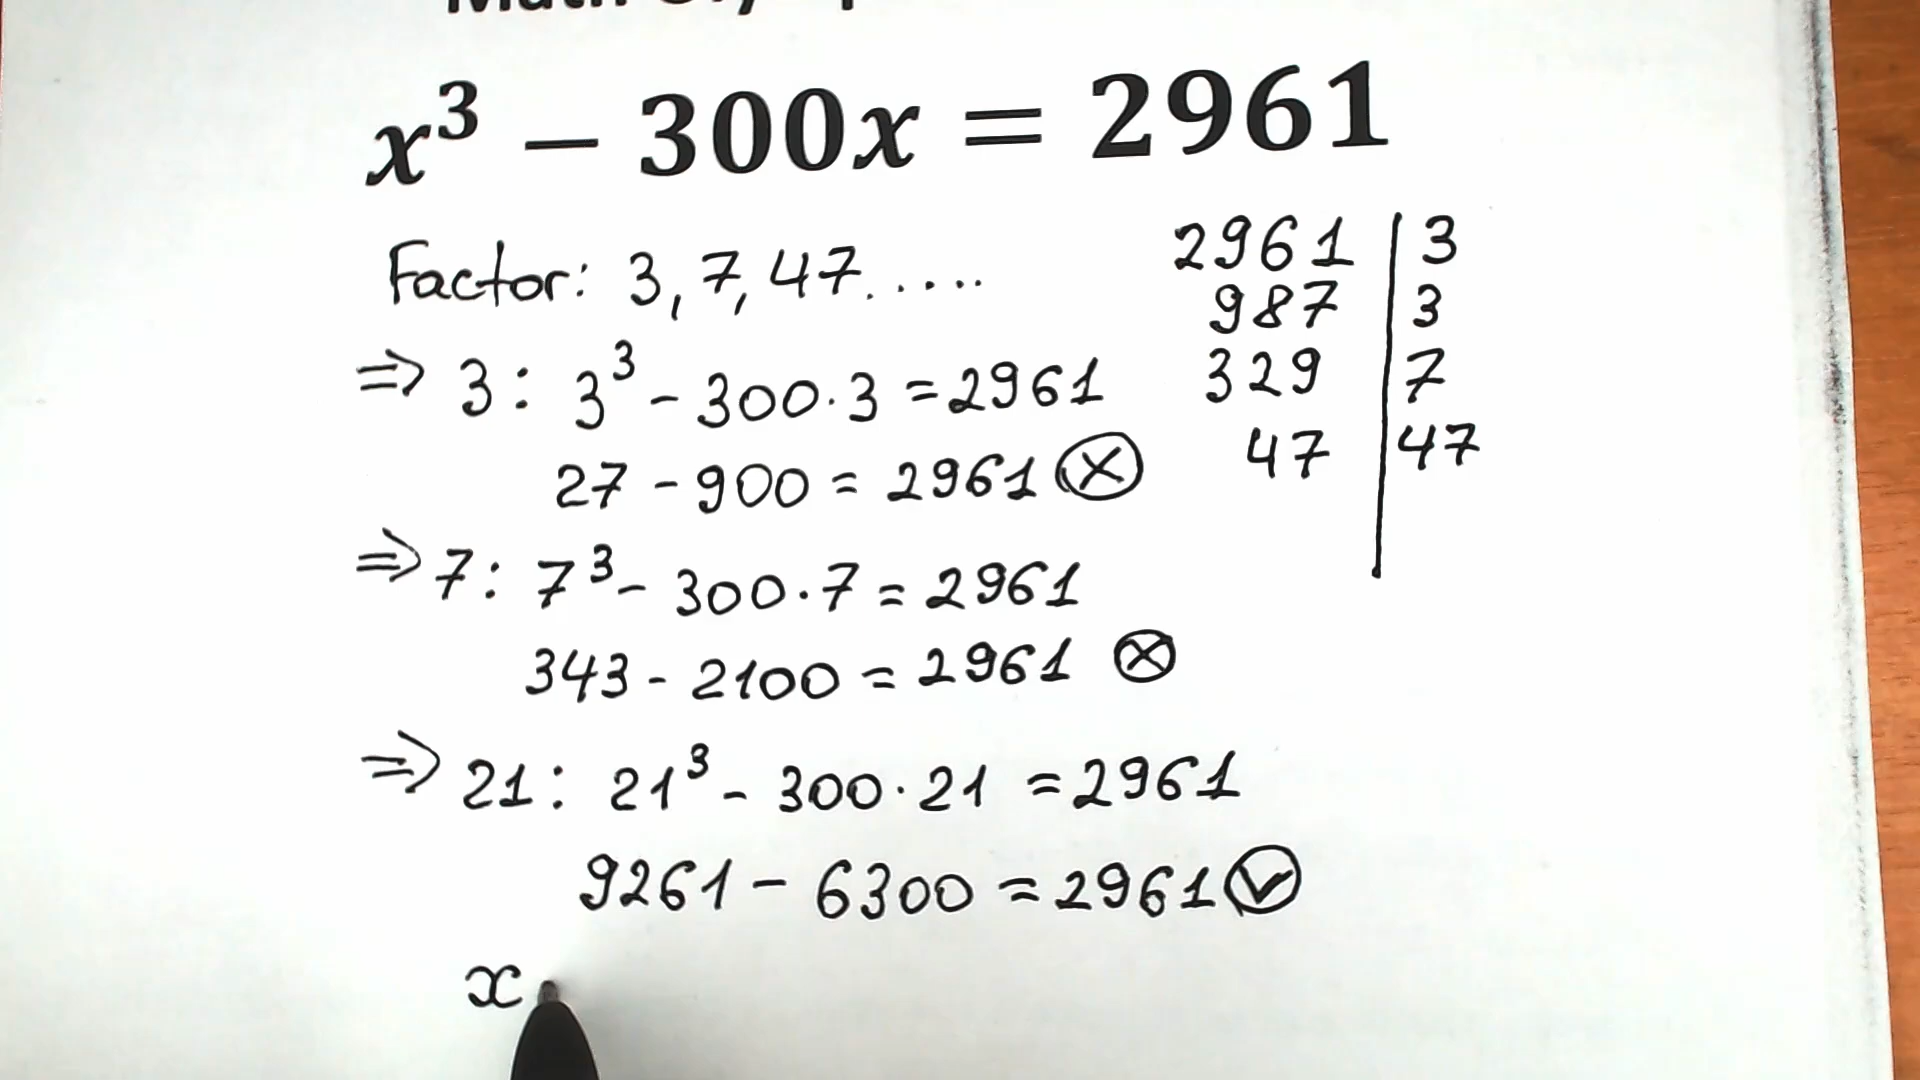 x³ − 300x = 2961
Factor: 3, 7, 47.....
2961 | 3
987 | 3
329 | 7
47 | 47
⇒ 3: 3³ - 300·3 = 2961
27 - 900 = 2961 ⊗
⇒ 7: 7³ - 300·7 = 2961
343 - 2100 = 2961 ⊗
⇒ 21: 21³ - 300·21 = 2961
9261 - 6300 = 2961 ✓
x